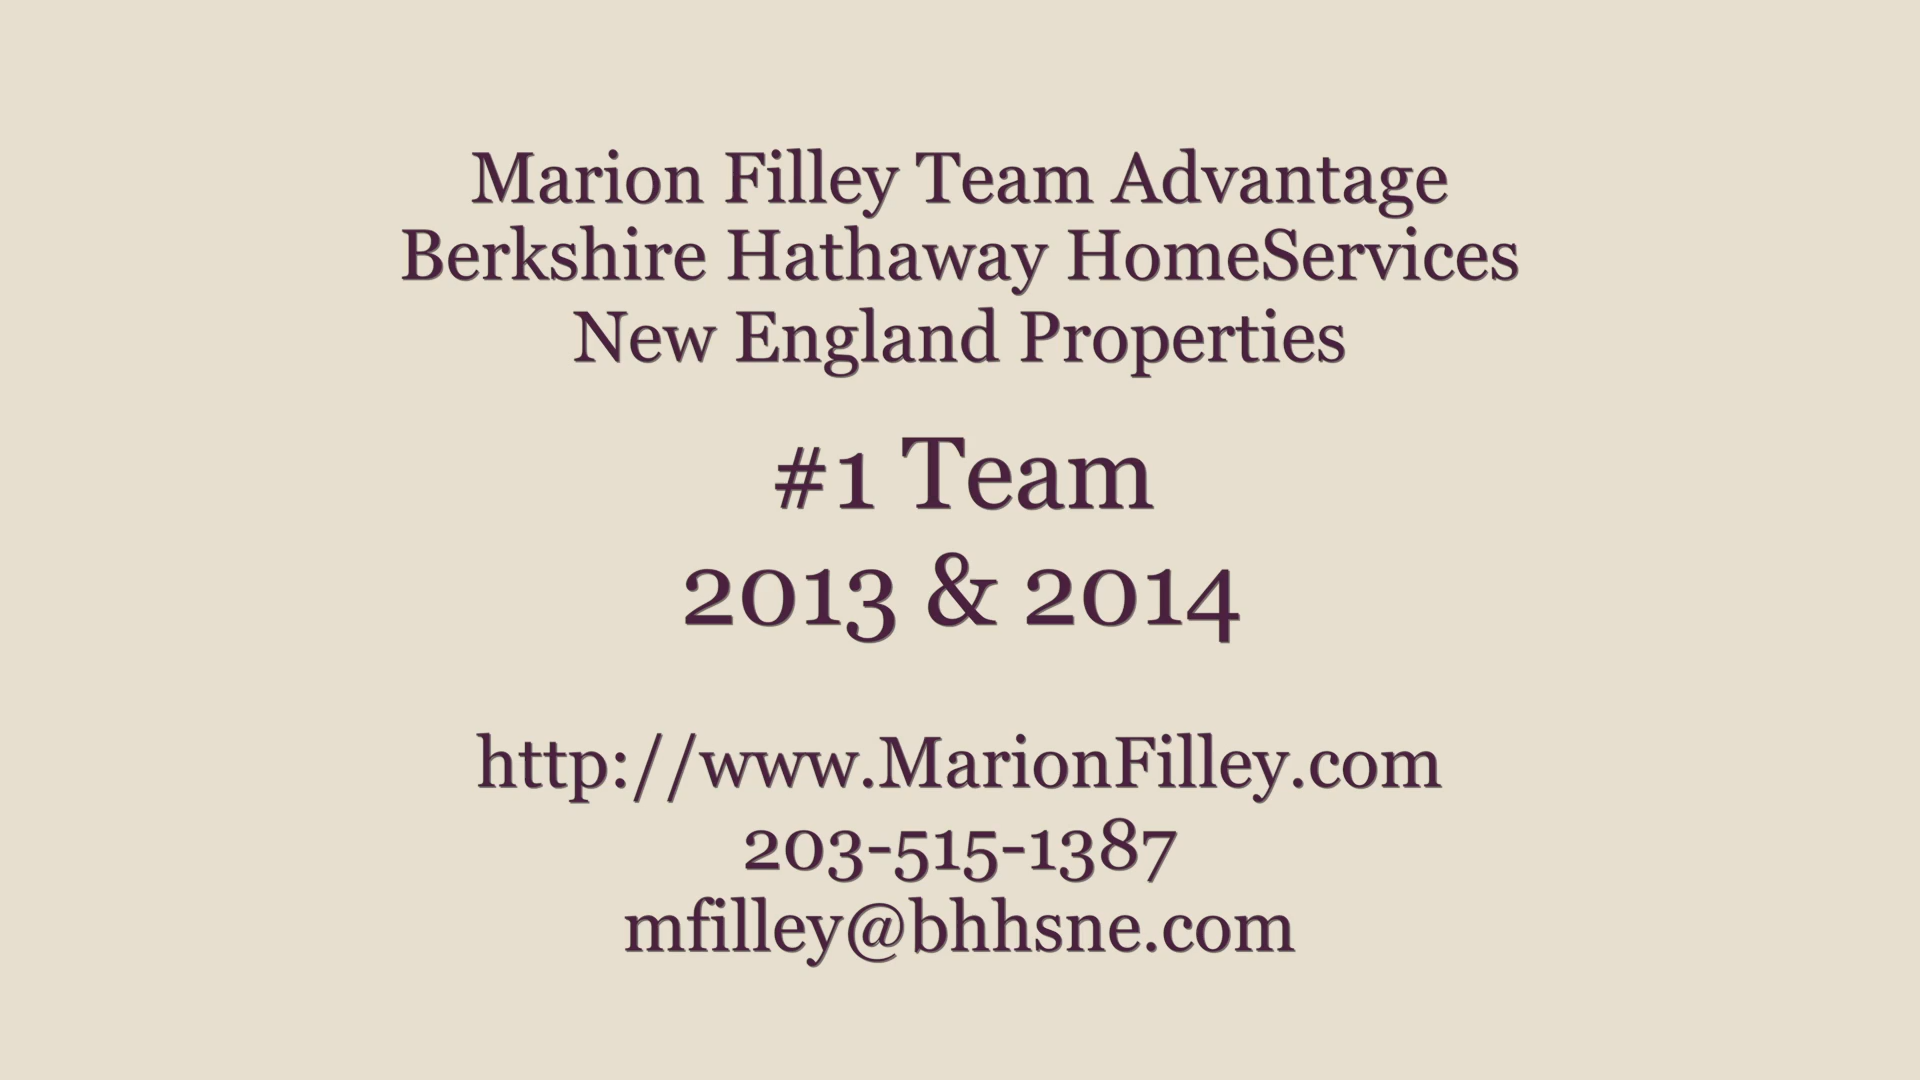 Marion Filley Team Advantage
Berkshire Hathaway HomeServices
New England Properties
#1 Team
2013 & 2014
http://www.MarionFilley.com
203-515-1387
mfilley@bhhsne.com